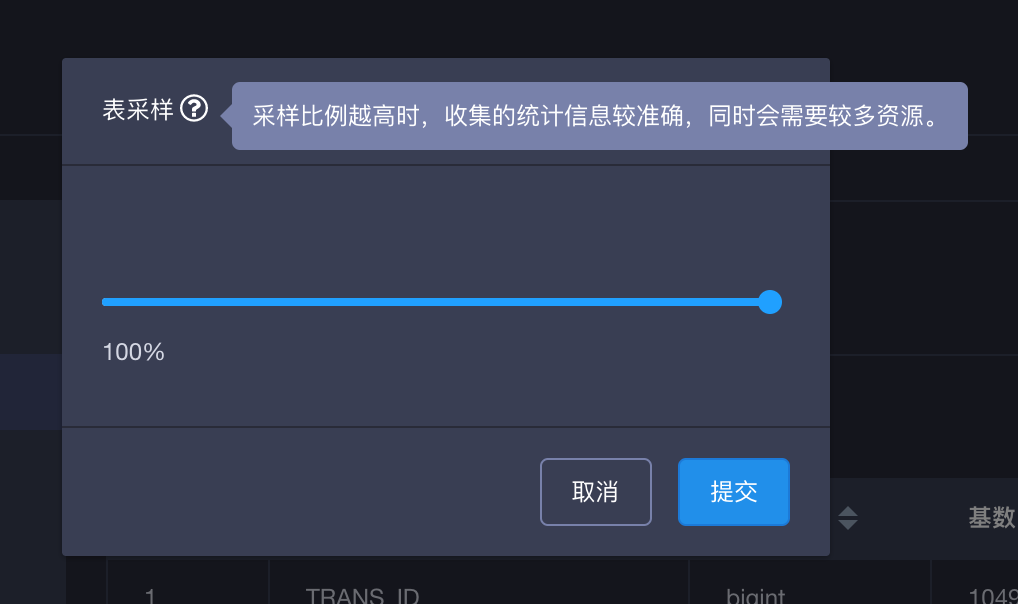 表采样
采样比例越高时，收集的统计信息较准确，同时会需要较多资源。
100%
取消 提交
基数
1 TRANS_ID bigint 1049